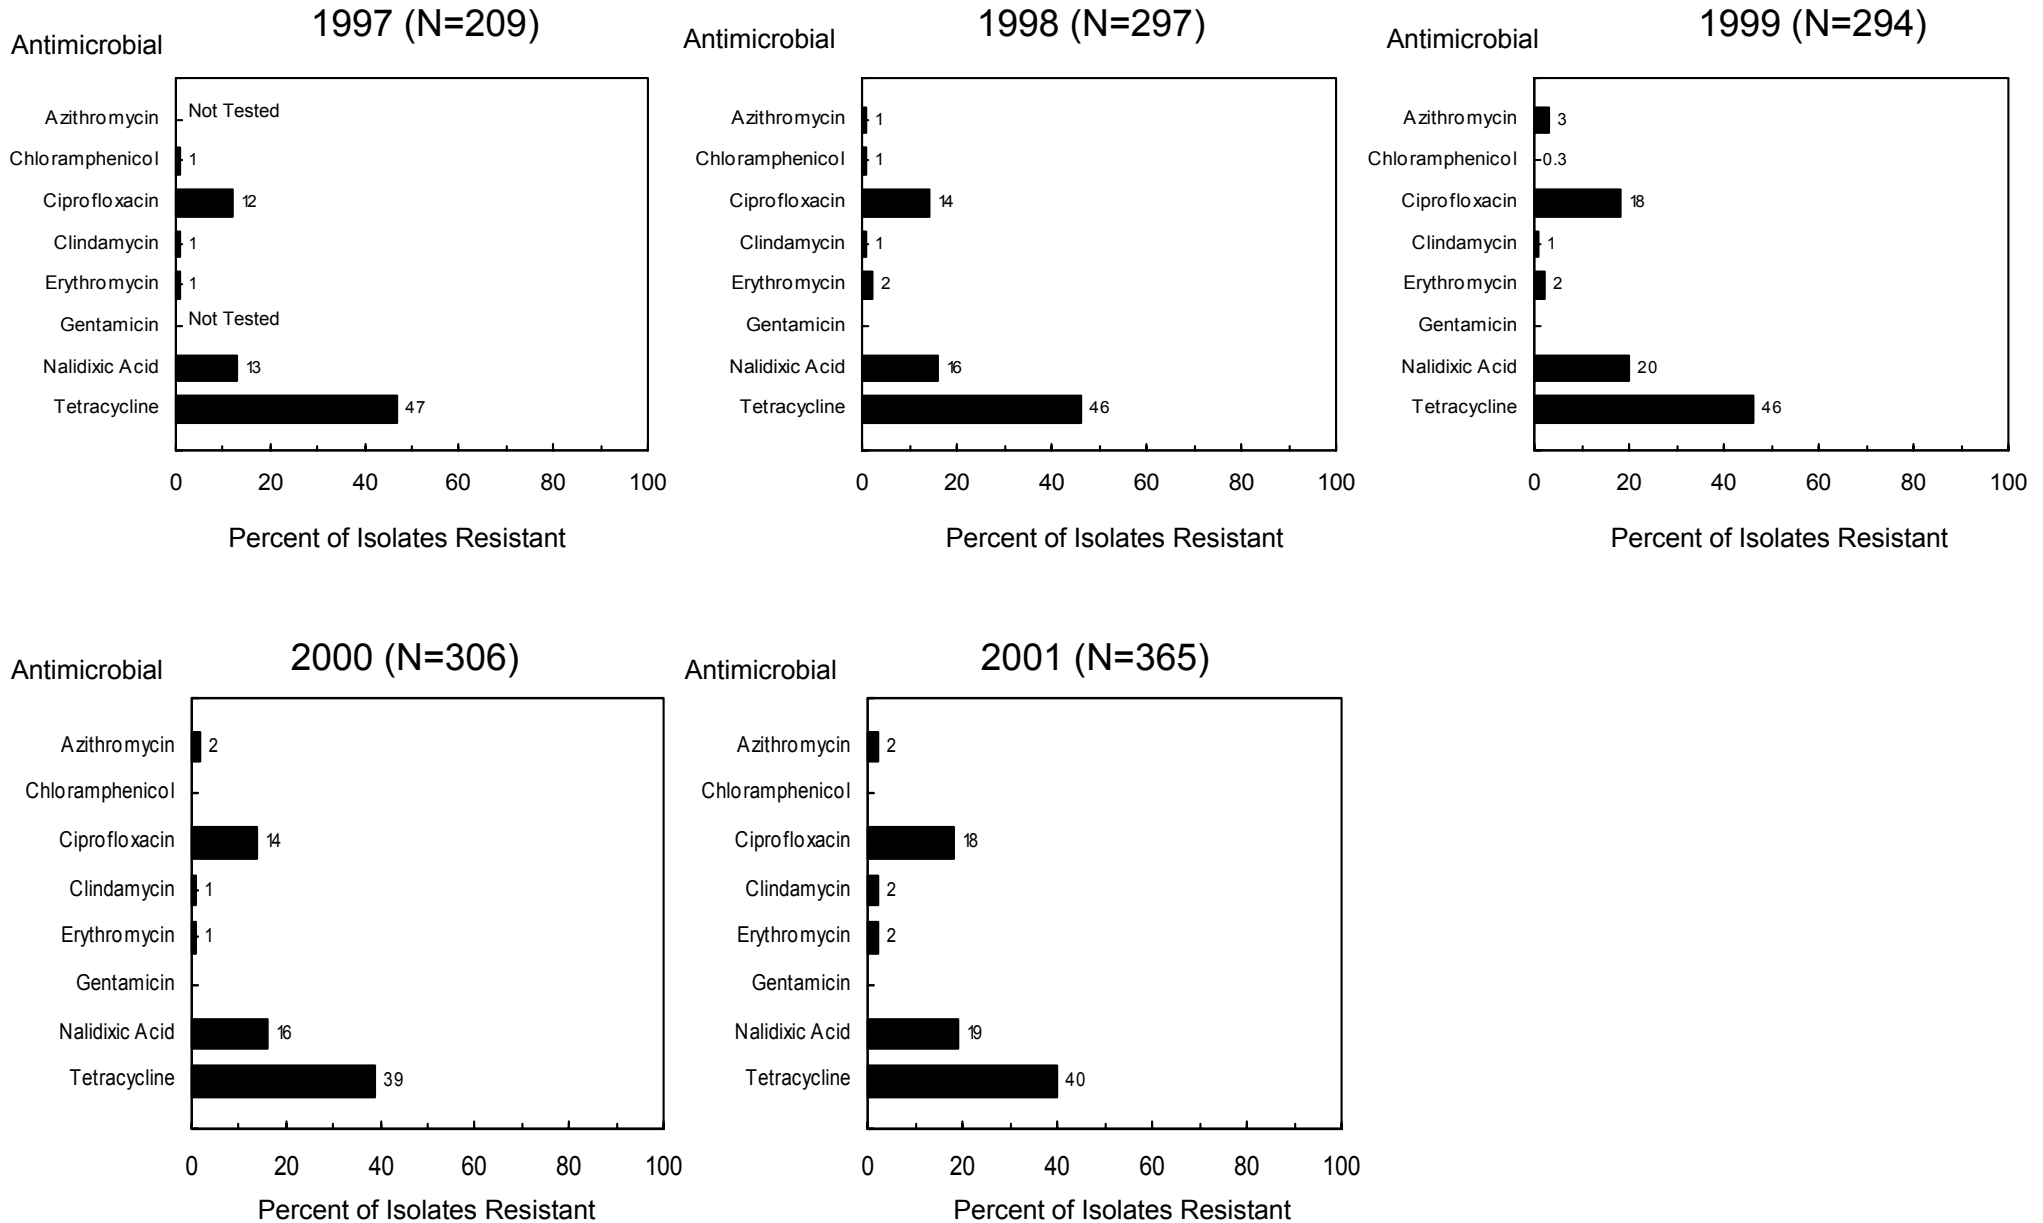 1997 (N=209)
Antimicrobial
Azithromycin Not Tested
Chloramphenicol 1
Ciprofloxacin 12
Clindamycin 1
Erythromycin 1
Gentamicin Not Tested
Nalidixic Acid 13
Tetracycline 47
0 20 40 60 80 100
Percent of Isolates Resistant
1998 (N=297)
Antimicrobial
Azithromycin 1
Chloramphenicol 1
Ciprofloxacin 14
Clindamycin 1
Erythromycin 2
Gentamicin
Nalidixic Acid 16
Tetracycline 46
0 20 40 60 80 100
Percent of Isolates Resistant
1999 (N=294)
Antimicrobial
Azithromycin 3
Chloramphenicol 0.3
Ciprofloxacin 18
Clindamycin 1
Erythromycin 2
Gentamicin
Nalidixic Acid 20
Tetracycline 46
0 20 40 60 80 100
Percent of Isolates Resistant
2000 (N=306)
Antimicrobial
Azithromycin 2
Chloramphenicol
Ciprofloxacin 14
Clindamycin 1
Erythromycin 1
Gentamicin
Nalidixic Acid 16
Tetracycline 39
0 20 40 60 80 100
Percent of Isolates Resistant
2001 (N=365)
Antimicrobial
Azithromycin 2
Chloramphenicol
Ciprofloxacin 18
Clindamycin 2
Erythromycin 2
Gentamicin
Nalidixic Acid 19
Tetracycline 40
0 20 40 60 80 100
Percent of Isolates Resistant